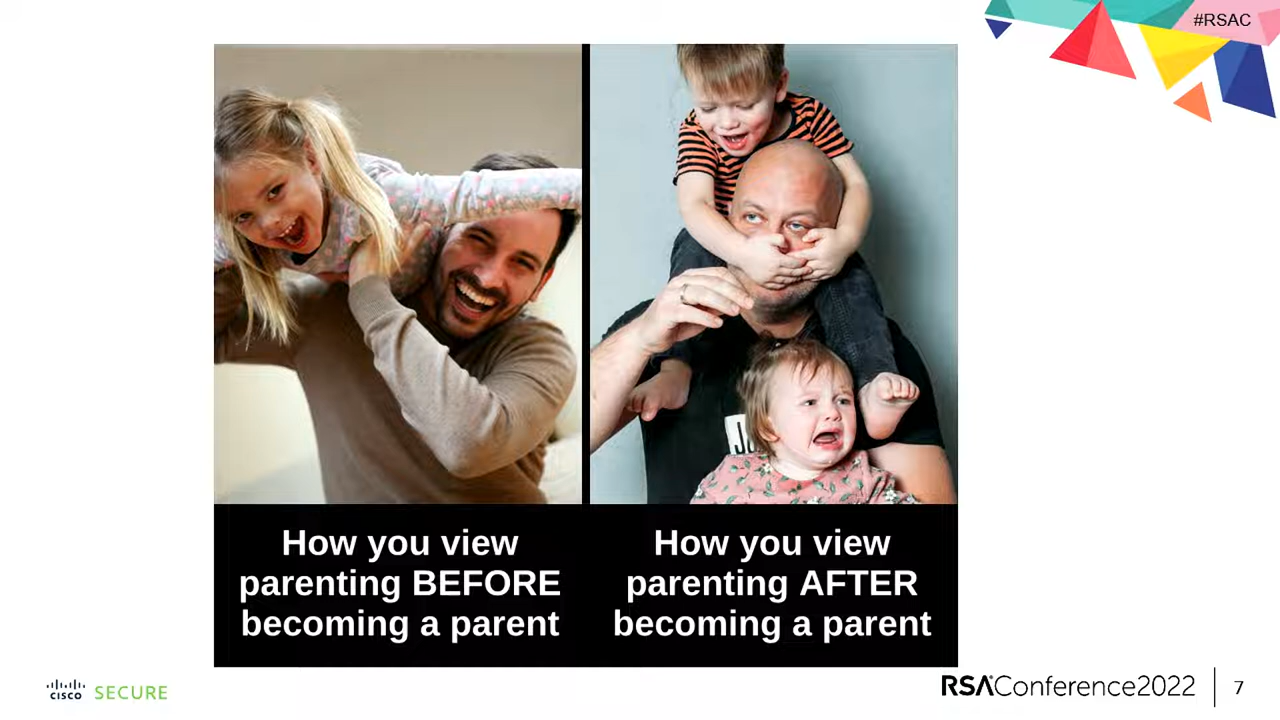 #RSAC
How you view
parenting BEFORE
becoming a parent
How you view
parenting AFTER
becoming a parent
CISCO SECURE
RSAConference2022
7